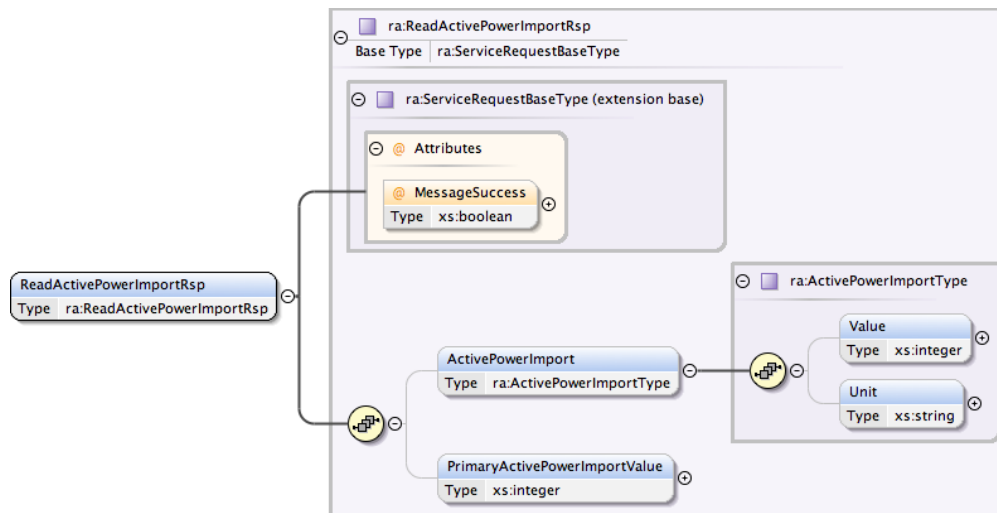 ra:ReadActivePowerImportRsp
Base Type ra:ServiceRequestBaseType
ra:ServiceRequestBaseType (extension base)
@ Attributes
@ MessageSuccess
Type xs:boolean
ReadActivePowerImportRsp
Type ra:ReadActivePowerImportRsp
ra:ActivePowerImportType
Value
Type xs:integer
ActivePowerImport
Type ra:ActivePowerImportType
Unit
Type xs:string
PrimaryActivePowerImportValue
Type xs:integer